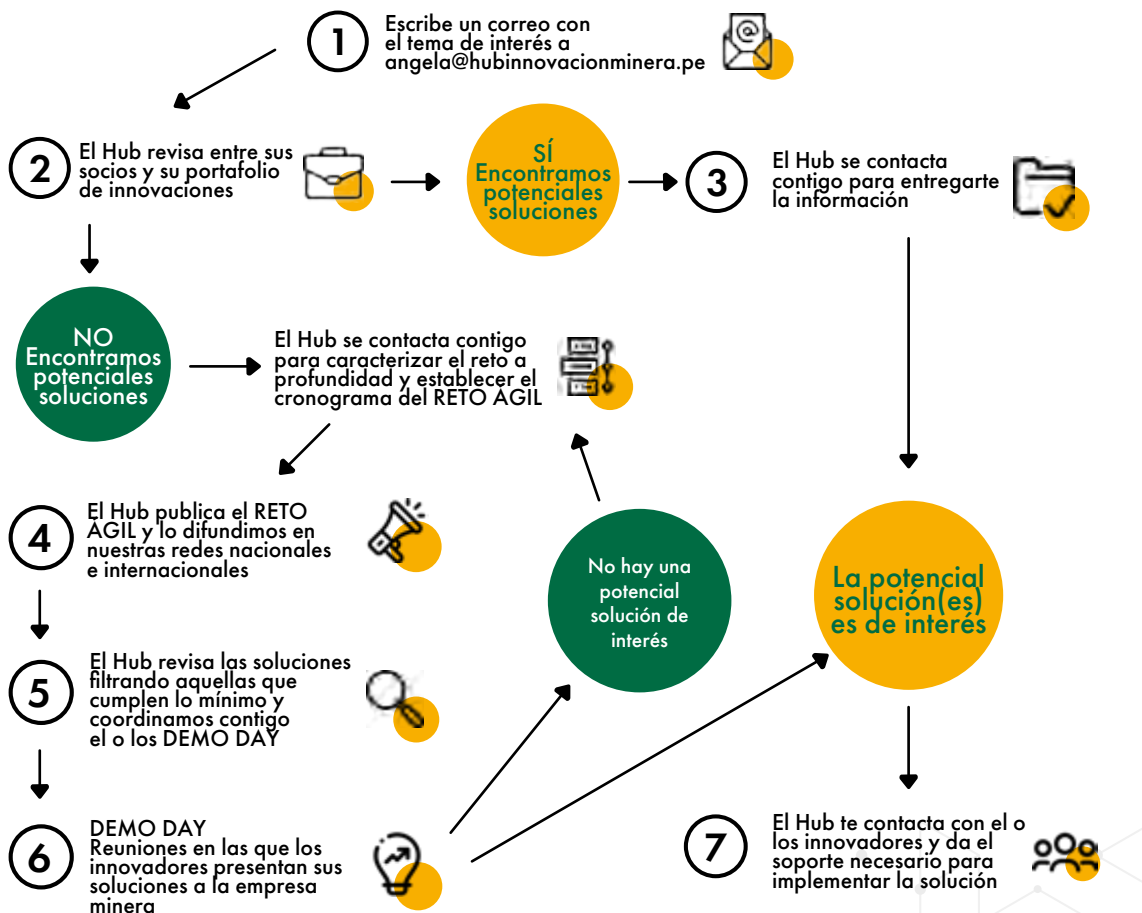 1
Escribe un correo con
el tema de interés a
angela@hubinnovacionminera.pe
2
El Hub revisa entre sus
socios y su portafolio
de innovaciones
SÍ
Encontramos
potenciales
soluciones
3
El Hub se contacta
contigo para entregarte
la información
NO
Encontramos
potenciales
soluciones
El Hub se contacta contigo
para caracterizar el reto a
profundidad y establecer el
cronograma del RETO ÁGIL
4
El Hub publica el RETO
ÁGIL y lo difundimos en
nuestras redes nacionales
e internacionales
No hay una
potencial
solución de
interés
La potencial
solución(es)
es de interés
5
El Hub revisa las soluciones
filtrando aquellas que
cumplen lo mínimo y
coordinamos contigo
el o los DEMO DAY
6
DEMO DAY
Reuniones en las que los
innovadores presentan sus
soluciones a la empresa
minera
7
El Hub te contacta con el o
los innovadores y da el
soporte necesario para
implementar la solución